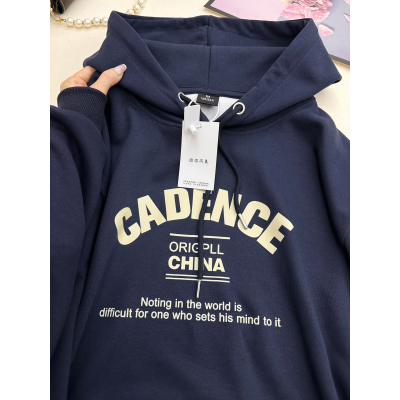 CADENCE
ORIGPLL
CHINA
Noting in the world is
difficult for one who sets his mind to it